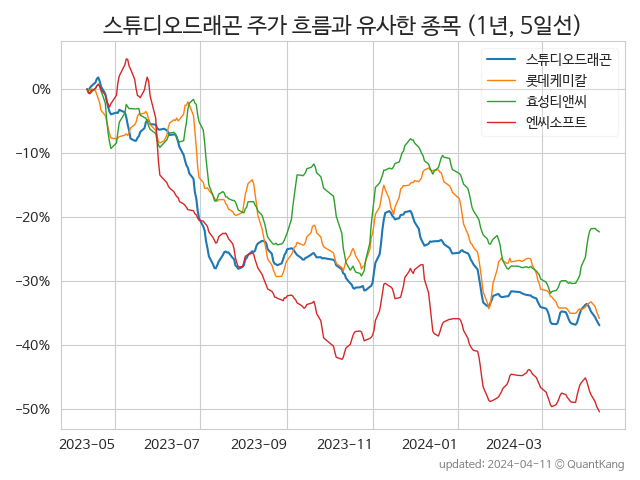 스튜디오드래곤 주가 흐름과 유사한 종목 (1년, 5일선)
스튜디오드래곤
롯데케미칼
효성티앤씨
엔씨소프트
0%
−10%
−20%
−30%
−40%
−50%
2023-05 2023-07 2023-09 2023-11 2024-01 2024-03
updated: 2024-04-11 © QuantKang